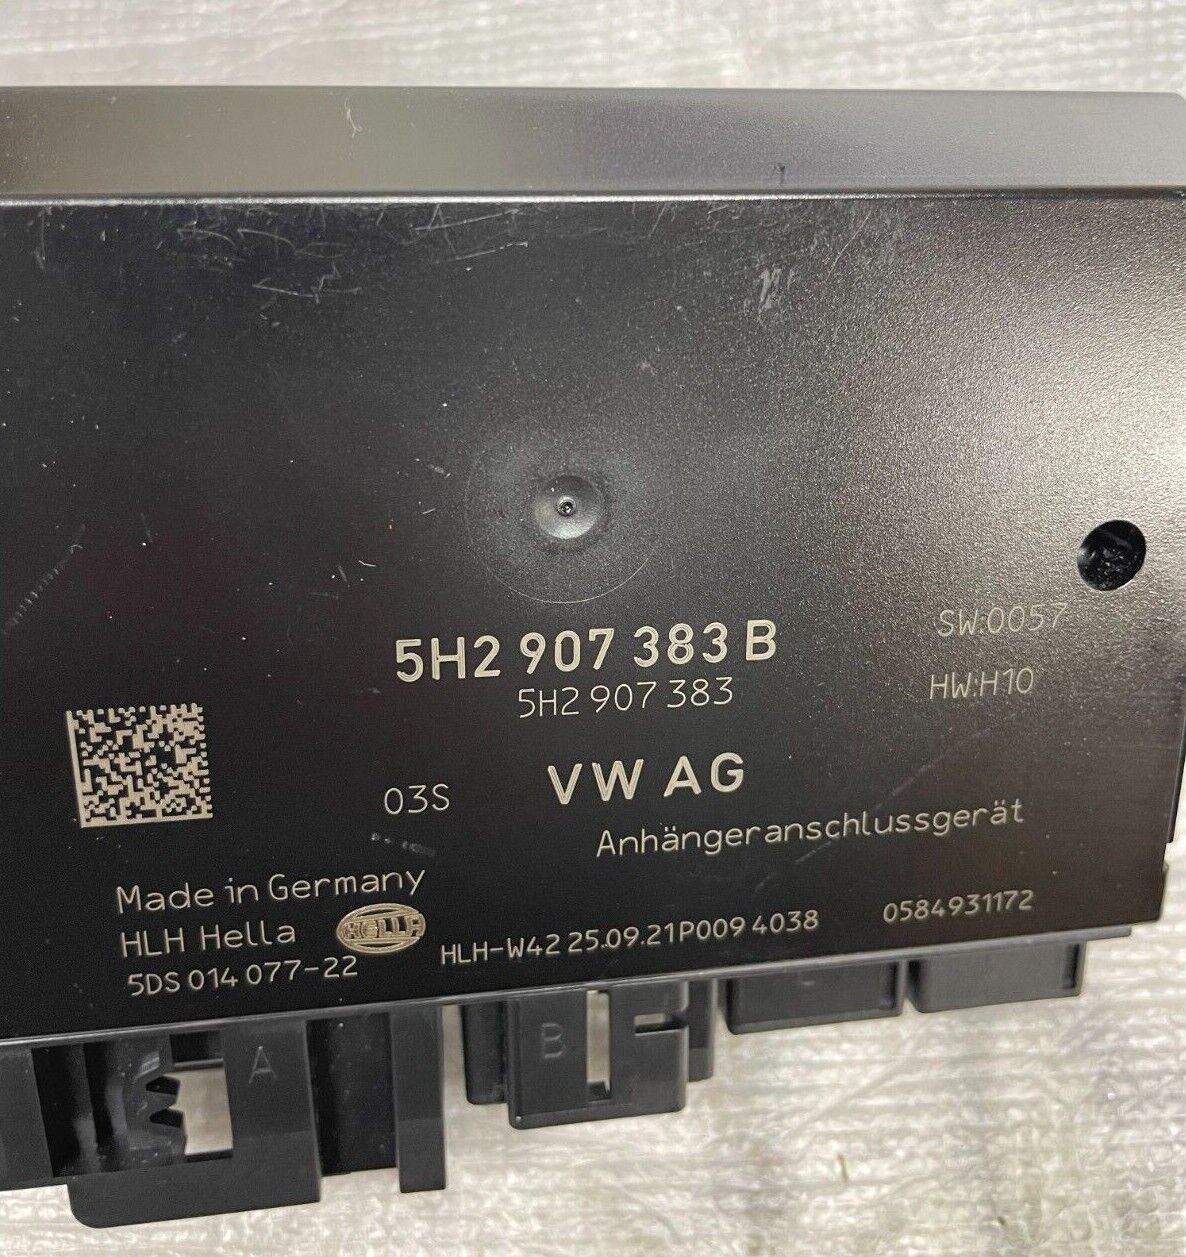 5H2 907 383 B
5H2 907 383
SW:0057
HW:H10
03S
VW AG
Anhängeranschlussgerät
Made in Germany
HLH Hella
HELLA
5DS 014 077-22
HLH-W42 25.09.21P009 4038
0584931172
A
B